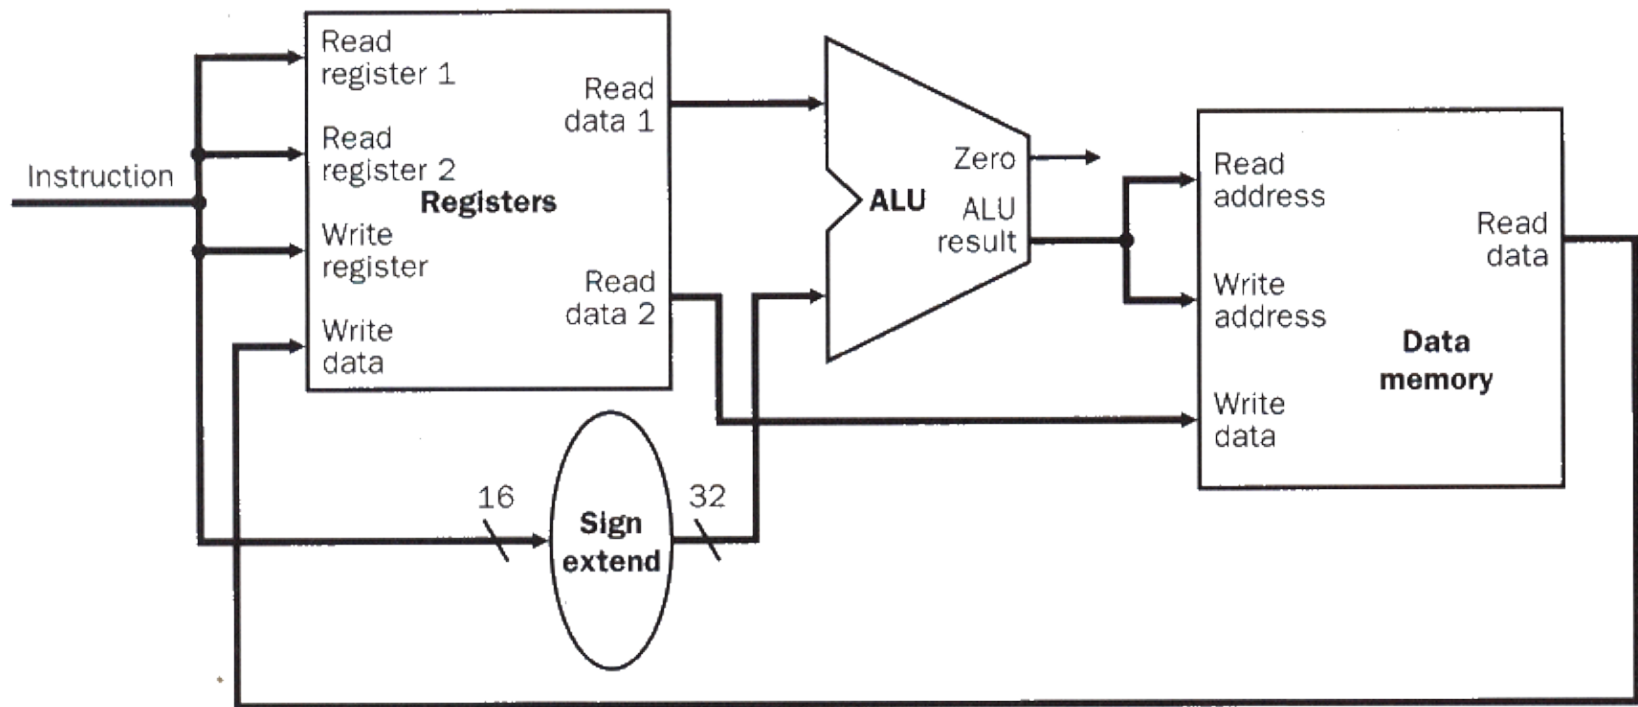 Instruction
Read
register 1
Read
register 2
Registers
Write
register
Write
data
Read
data 1
Read
data 2
16
Sign
extend
32
Zero
ALU
ALU
result
Read
address
Write
address
Write
data
Read
data
Data
memory